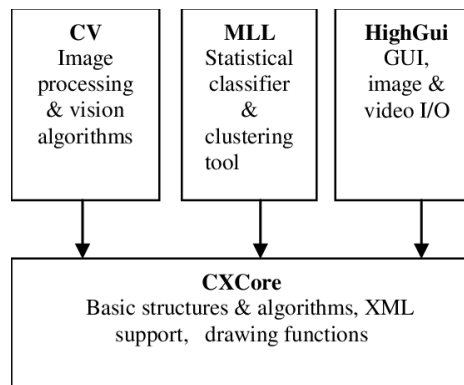 CV
Image
processing
& vision
algorithms
MLL
Statistical
classifier
&
clustering
tool
HighGui
GUI,
image &
video I/O
CXCore
Basic structures & algorithms, XML
support, drawing functions